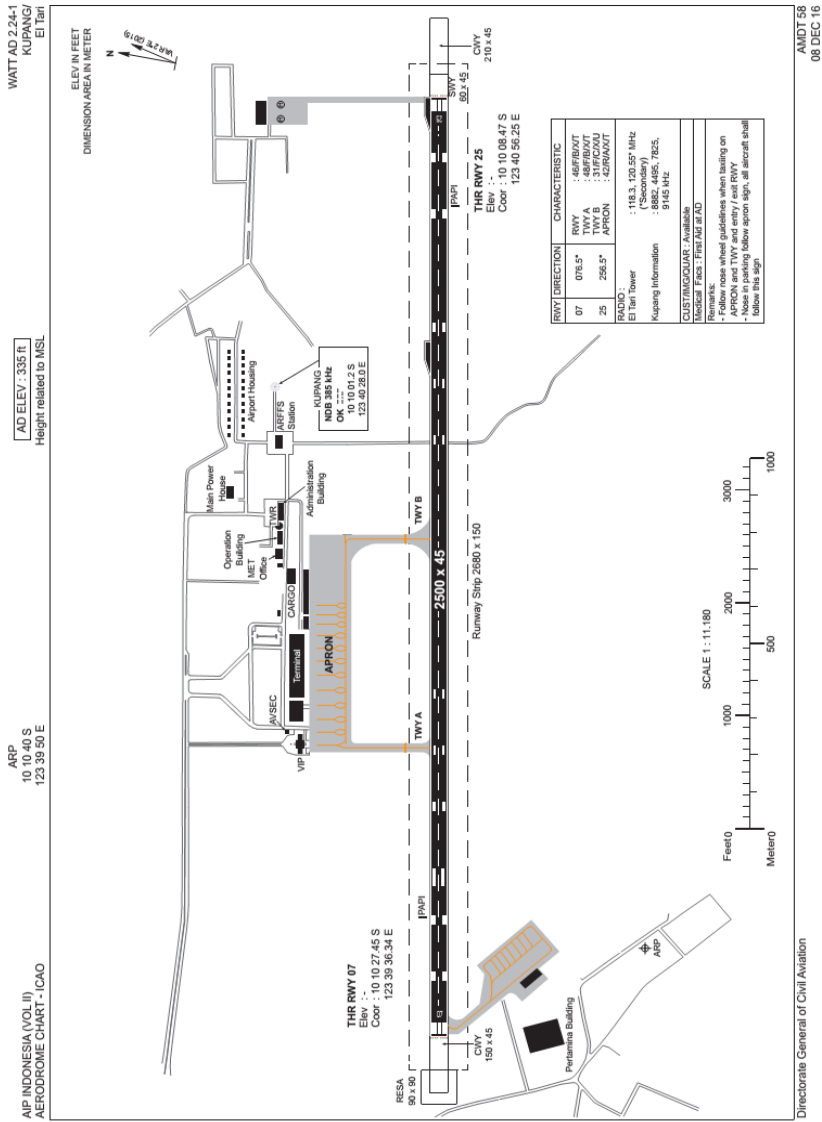 AIP INDONESIA (VOL II)
AERODROME CHART - ICAO
ARP
10 10 40 S
123 39 50 E
AD ELEV : 335 ft
Height related to MSL
WATT AD 2.24-1
KUPANG/
El Tari
ELEV IN FEET
DIMENSION AREA IN METER
N
VAR 2°E (2015)
Main Power
House
Airport Housing
ARFFS
Station
KUPANG
NDB 385 kHz
OK
10 10 01.2 S
123 40 28.0 E
Operation
Building
MET
Office
TWR
Administration
Building
AVSEC
VIP
Terminal
CARGO
APRON
TWY A
TWY B
H
H
THR RWY 07
Elev : -
Coor : 10 10 27.45 S
123 39 36.34 E
PAPI
RESA
90 x 90
CWY
150 x 45
07
2500 x 45
Runway Strip 2680 x 150
25
SWY
60 x 45
CWY
210 x 45
PAPI
THR RWY 25
Elev : -
Coor : 10 10 08.47 S
123 40 56.25 E
Pertamina Building
ARP
SCALE 1 : 11.180
Feet 0 1000 2000 3000
Meter 0 500 1000
RWY DIRECTION CHARACTERISTIC
07 076.5° RWY : 46/F/B/X/T
TWY A : 48/F/B/X/T
25 256.5° TWY B : 31/F/C/X/U
APRON : 42/R/A/X/T
RADIO :
El Tari Tower : 118.3, 120.55* MHz
(*Secondary)
Kupang Information : 8882, 4495, 7825,
9145 kHz
CUST/IMG/QUAR : Available
Medical Facs : First Aid at AD
Remarks:
- Follow nose wheel guidelines when taxiing on
APRON and TWY and entry / exit RWY
- Nose in parking follow apron sign, all aircraft shall
follow this sign
Directorate General of Civil Aviation
AMDT 58
08 DEC 16